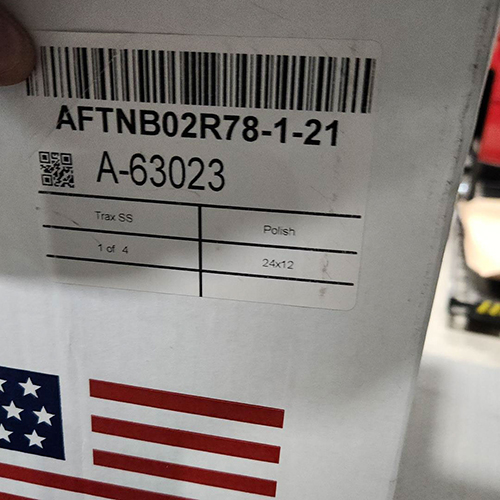 AFTNB02R78-1-21
A-63023
Trax SS
Polish
1 of 4
24x12